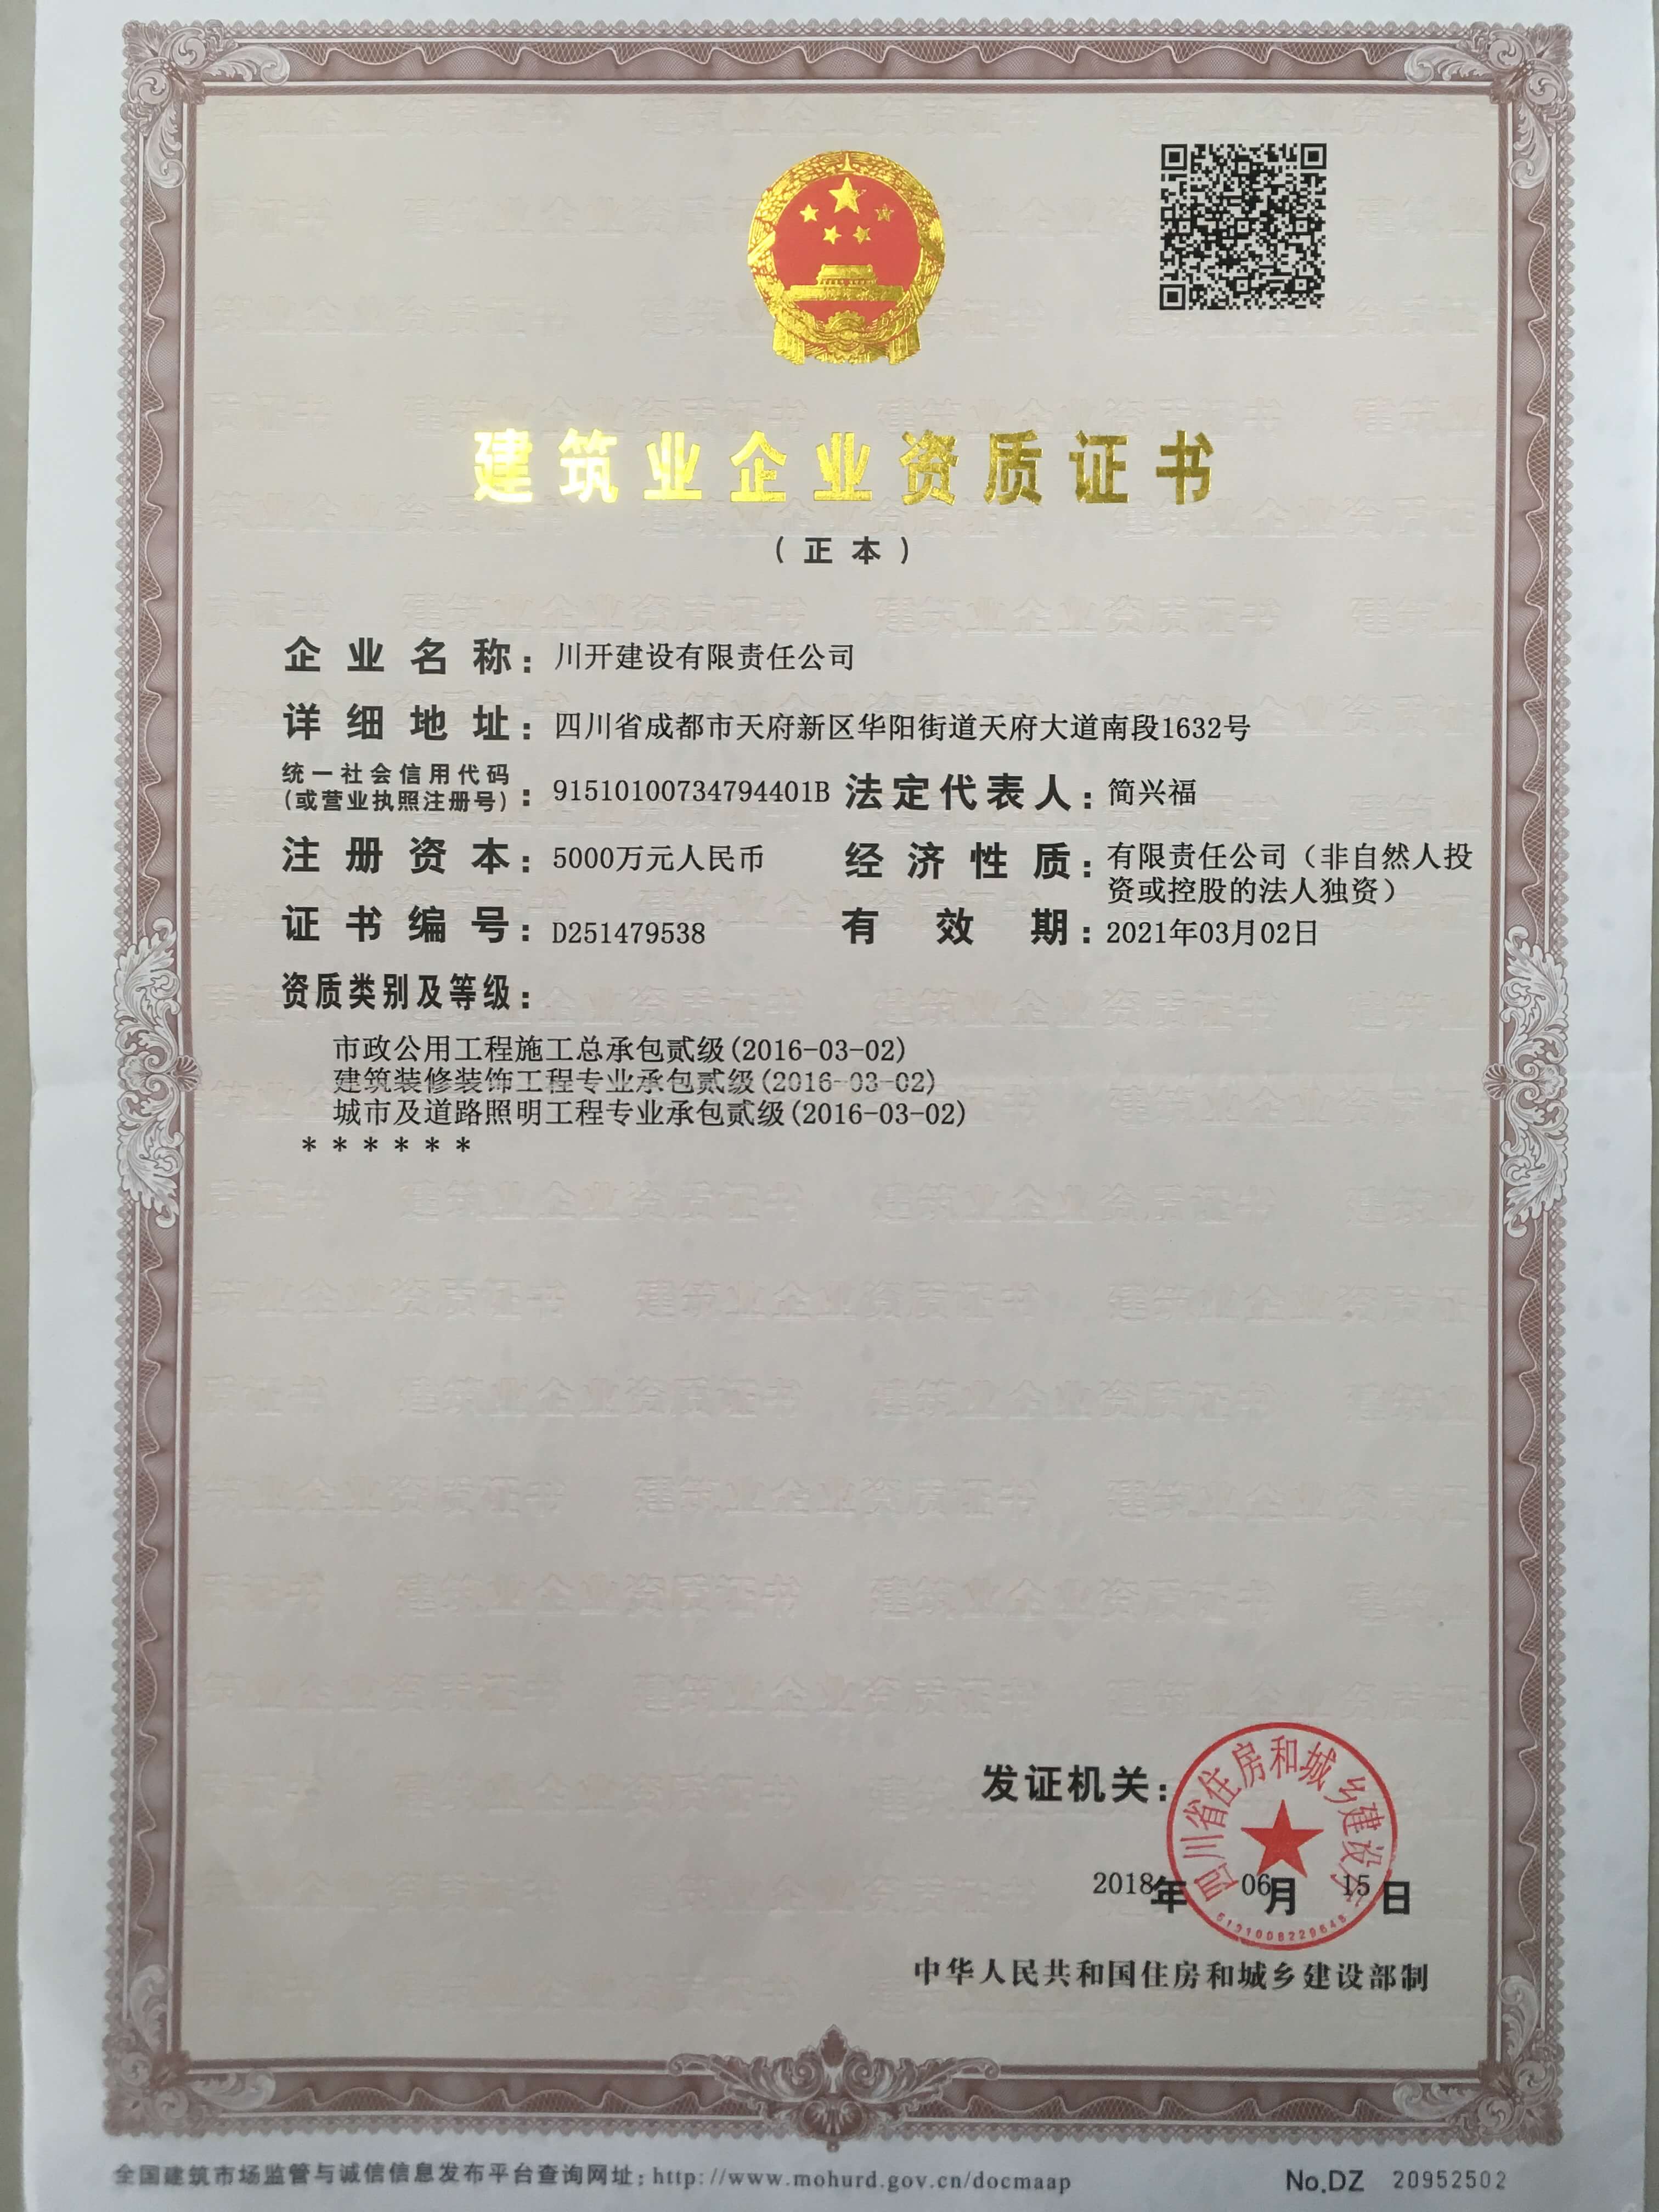 建筑业企业资质证书
(正本)
企业名称：川开建设有限责任公司
详细地址：四川省成都市天府新区华阳街道天府大道南段1632号
统一社会信用代码
(或营业执照注册号)：91510100734794401B 法定代表人：简兴福
注册资本：5000万元人民币 经济性质：有限责任公司（非自然人投
资或控股的法人独资）
证书编号：D251479538 有效期：2021年03月02日
资质类别及等级：
市政公用工程施工总承包贰级(2016-03-02)
建筑装修装饰工程专业承包贰级(2016-03-02)
城市及道路照明工程专业承包贰级(2016-03-02)
******
发证机关：
四川省住房和城乡建设厅
2018年06月15日
中华人民共和国住房和城乡建设部制
全国建筑市场监管与诚信信息发布平台查询网址：http://www.mohurd.gov.cn/docmaap
No.DZ 20952502